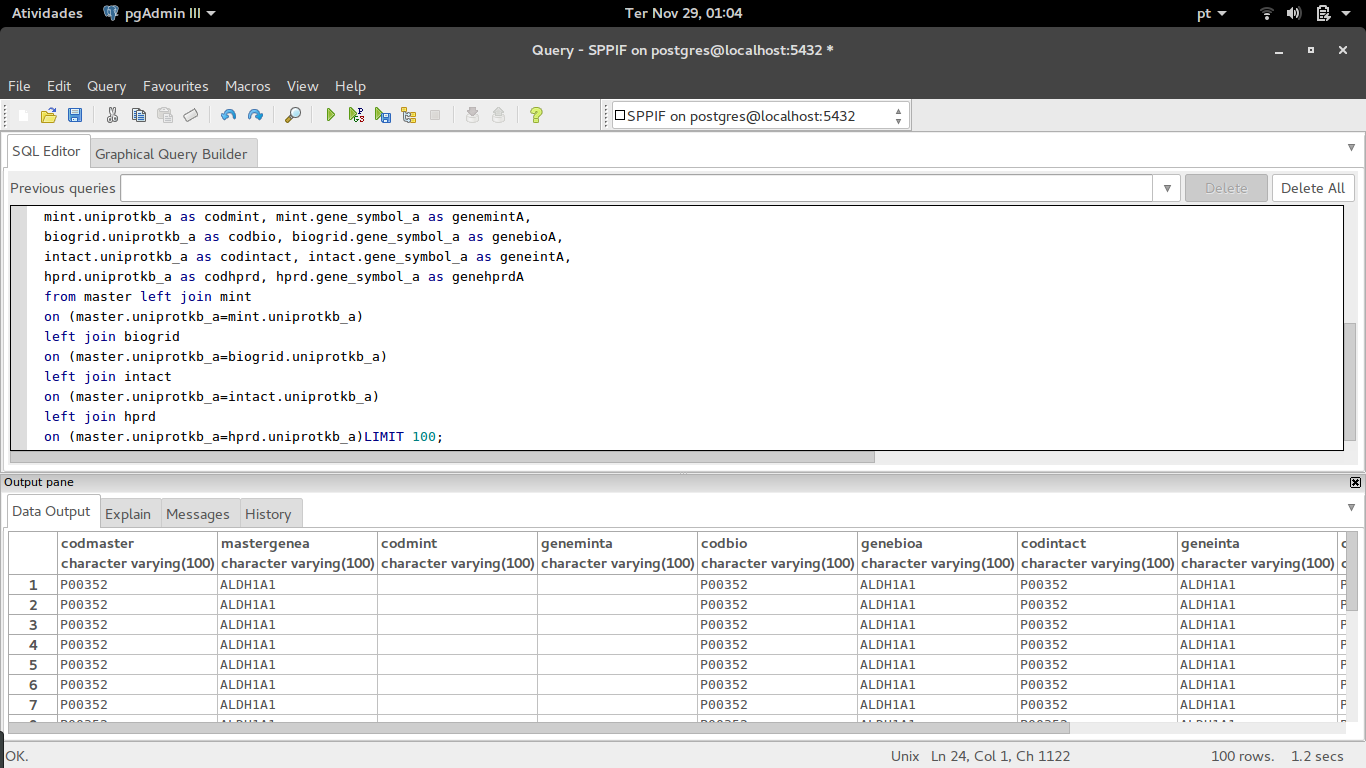 Atividades pgAdmin III Ter Nov 29, 01:04 pt
Query - SPPIF on postgres@localhost:5432 *
File Edit Query Favourites Macros View Help
SPPIF on postgres@localhost:5432
SQL Editor Graphical Query Builder
Previous queries Delete Delete All
mint.uniprotkb_a as codmint, mint.gene_symbol_a as genemintA,
biogrid.uniprotkb_a as codbio, biogrid.gene_symbol_a as genebioA,
intact.uniprotkb_a as codintact, intact.gene_symbol_a as geneintA,
hprd.uniprotkb_a as codhprd, hprd.gene_symbol_a as genehprdA
from master left join mint
on (master.uniprotkb_a=mint.uniprotkb_a)
left join biogrid
on (master.uniprotkb_a=biogrid.uniprotkb_a)
left join intact
on (master.uniprotkb_a=intact.uniprotkb_a)
left join hprd
on (master.uniprotkb_a=hprd.uniprotkb_a)LIMIT 100;
Output pane
Data Output Explain Messages History
codmaster mastergenea codmint geneminta codbio genebioa codintact geneinta
character varying(100) character varying(100) character varying(100) character varying(100) character varying(100) character varying(100) character varying(100) character varying(100)
1 P00352 ALDH1A1 P00352 ALDH1A1 P00352 ALDH1A1 P
2 P00352 ALDH1A1 P00352 ALDH1A1 P00352 ALDH1A1 P
3 P00352 ALDH1A1 P00352 ALDH1A1 P00352 ALDH1A1 P
4 P00352 ALDH1A1 P00352 ALDH1A1 P00352 ALDH1A1 P
5 P00352 ALDH1A1 P00352 ALDH1A1 P00352 ALDH1A1 P
6 P00352 ALDH1A1 P00352 ALDH1A1 P00352 ALDH1A1 P
7 P00352 ALDH1A1 P00352 ALDH1A1 P00352 ALDH1A1 P
OK. Unix Ln 24, Col 1, Ch 1122 100 rows. 1.2 secs